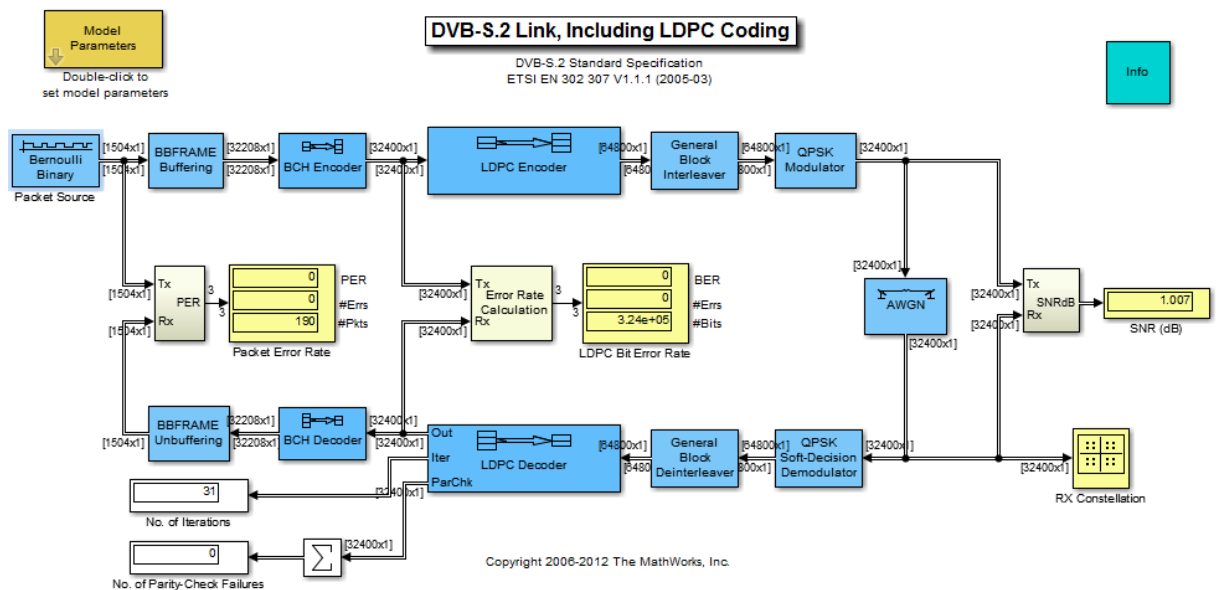 Model
Parameters
Double-click to
set model parameters
DVB-S.2 Link, Including LDPC Coding
DVB-S.2 Standard Specification
ETSI EN 302 307 V1.1.1 (2005-03)
Info
Bernoulli
Binary
Packet Source
[1504x1]
[1504x1]
BBFRAME
Buffering
[32208x1]
[32208x1]
BCH Encoder
[32400x1]
[32400x1]
LDPC Encoder
[64800x1]
General
Block
Interleaver
[64800x1]
QPSK
Modulator
[32400x1]
[1504x1]
[1504x1]
Tx
PER
Rx
3
3
0
0
190
PER
#Errs
#Pkts
Packet Error Rate
[32400x1]
[32400x1]
Tx
Error Rate
Calculation
Rx
3
3
0
0
3.24e+05
BER
#Errs
#Bits
LDPC Bit Error Rate
[32400x1]
AWGN
[32400x1]
[32400x1]
[32400x1]
Tx
SNRdB
Rx
1.007
SNR (dB)
[1504x1]
BBFRAME
Unbuffering
[32208x1]
[32208x1]
BCH Decoder
[32400x1]
[32400x1]
Out
Iter
ParChk
LDPC Decoder
[64800x1]
General
Block
Deinterleaver
[64800x1]
QPSK
Soft-Decision
Demodulator
[32400x1]
[32400x1]
RX Constellation
31
No. of Iterations
[32400x1]
0
No. of Parity-Check Failures
Σ
[32400x1]
Copyright 2006-2012 The MathWorks, Inc.